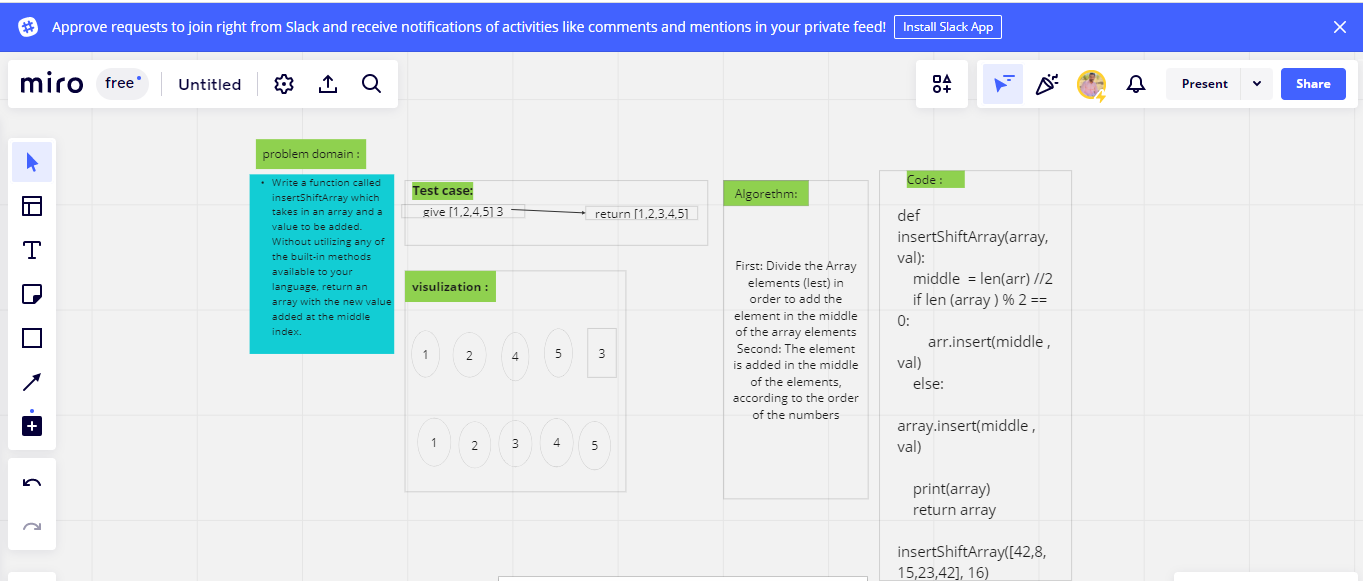 Approve requests to join right from Slack and receive notifications of activities like comments and mentions in your private feed!
Install Slack App
miro
free
Untitled
Present
Share
problem domain :
• Write a function called
insertShiftArray which
takes in an array and a
value to be added.
Without utilizing any of
the built-in methods
available to your
language, return an
array with the new value
added at the middle
index.
Test case:
give [1,2,4,5] 3
return [1,2,3,4,5]
visulization :
1
2
4
5
3
1
2
3
4
5
Algorethm:
First: Divide the Array
elements (lest) in
order to add the
element in the middle
of the array elements
Second: The element
is added in the middle
of the elements,
according to the order
of the numbers
Code :
def
insertShiftArray(array,
val):
middle = len(arr) //2
if len (array ) % 2 ==
0:
arr.insert(middle ,
val)
else:
array.insert(middle ,
val)
print(array)
return array
insertShiftArray([42,8,
15,23,42], 16)